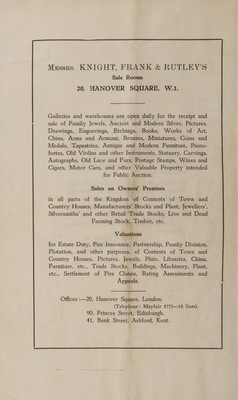 MESSRS. KNIGHT, FRANK & RUTLEY'S
Sale Rooms
20, HANOVER SQUARE, W.1.
Galleries and warehouses are open daily for the receipt and
sale of Family Jewels, Ancient and Modern Silver, Pictures,
Drawings, Engravings, Etchings, Books, Works of Art,
China, Arms and Armour, Bronzes, Miniatures, Coins and
Medals, Tapestries, Antique and Modern Furniture, Piano-
fortes, Old Violins and other Instruments, Statuary, Carvings,
Autographs, Old Lace and Furs, Postage Stamps, Wines and
Cigars, Motor Cars, and other Valuable Property intended
for Public Auction.
Sales on Owners' Premises
in all parts of the Kingdom of Contents of Town and
Country Houses, Manufacturers' Stocks and Plant, Jewellers',
Silversmiths' and other Retail Trade Stocks, Live and Dead
Farming Stock, Timber, etc.
Valuations
for Estate Duty, Fire Insurance, Partnership, Family Division,
Flotation, and other purposes, of Contents of Town and
Country Houses, Pictures, Jewels, Plate, Libraries, China,
Furniture, etc., Trade Stocks, Buildings, Machinery, Plant,
etc., Settlement of Fire Claims, Rating Assessments and
Appeals.
Offices :—20, Hanover Square, London.
(Telephone : Mayfair 3771—10 lines).
90, Princes Street, Edinburgh.
41, Bank Street, Ashford, Kent.